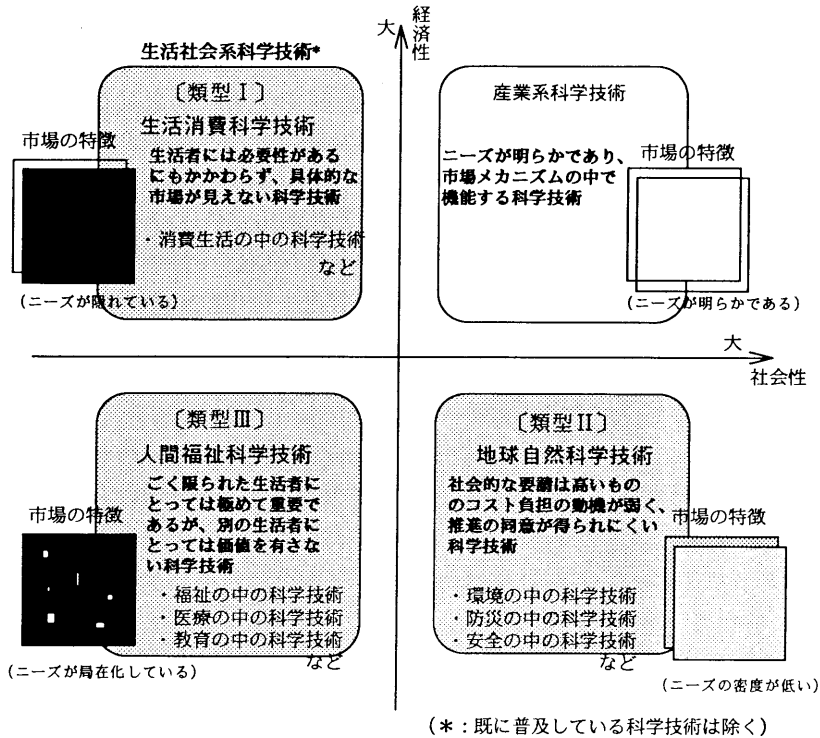 大
経済性
生活社会系科学技術*
〔類型Ⅰ〕
生活消費科学技術
生活者には必要性がある
にもかかわらず、具体的な
市場が見えない科学技術
・消費生活の中の科学技術
など
市場の特徴
(ニーズが隠れている)
産業系科学技術
ニーズが明らかであり、
市場メカニズムの中で
機能する科学技術
市場の特徴
(ニーズが明らかである)
大
社会性
〔類型Ⅲ〕
人間福祉科学技術
ごく限られた生活者に
とっては極めて重要で
あるが、別の生活者に
とっては価値を有さな
い科学技術
・福祉の中の科学技術
・医療の中の科学技術
・教育の中の科学技術
など
市場の特徴
(ニーズが局在化している)
〔類型Ⅱ〕
地球自然科学技術
社会的な要請は高いもの
のコスト負担の動機が弱く、
推進の同意が得られにくい
科学技術
・環境の中の科学技術
・防災の中の科学技術
・安全の中の科学技術
など
市場の特徴
(ニーズの密度が低い)
(*:既に普及している科学技術は除く)